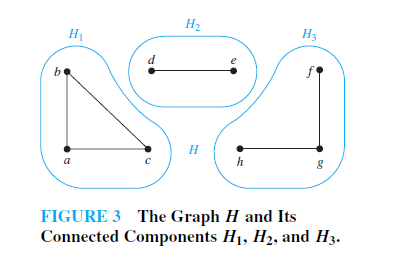 H1
H2
H3
b
d
e
f
a
c
H
h
g
FIGURE 3 The Graph H and Its
Connected Components H1, H2, and H3.